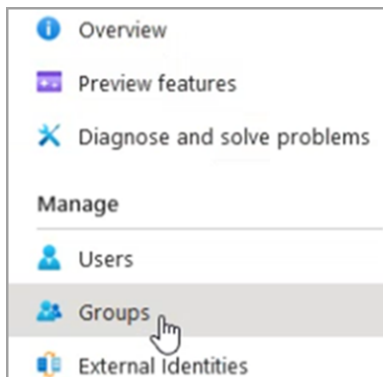 Overview
Preview features
Diagnose and solve problems
Manage
Users
Groups
External Identities